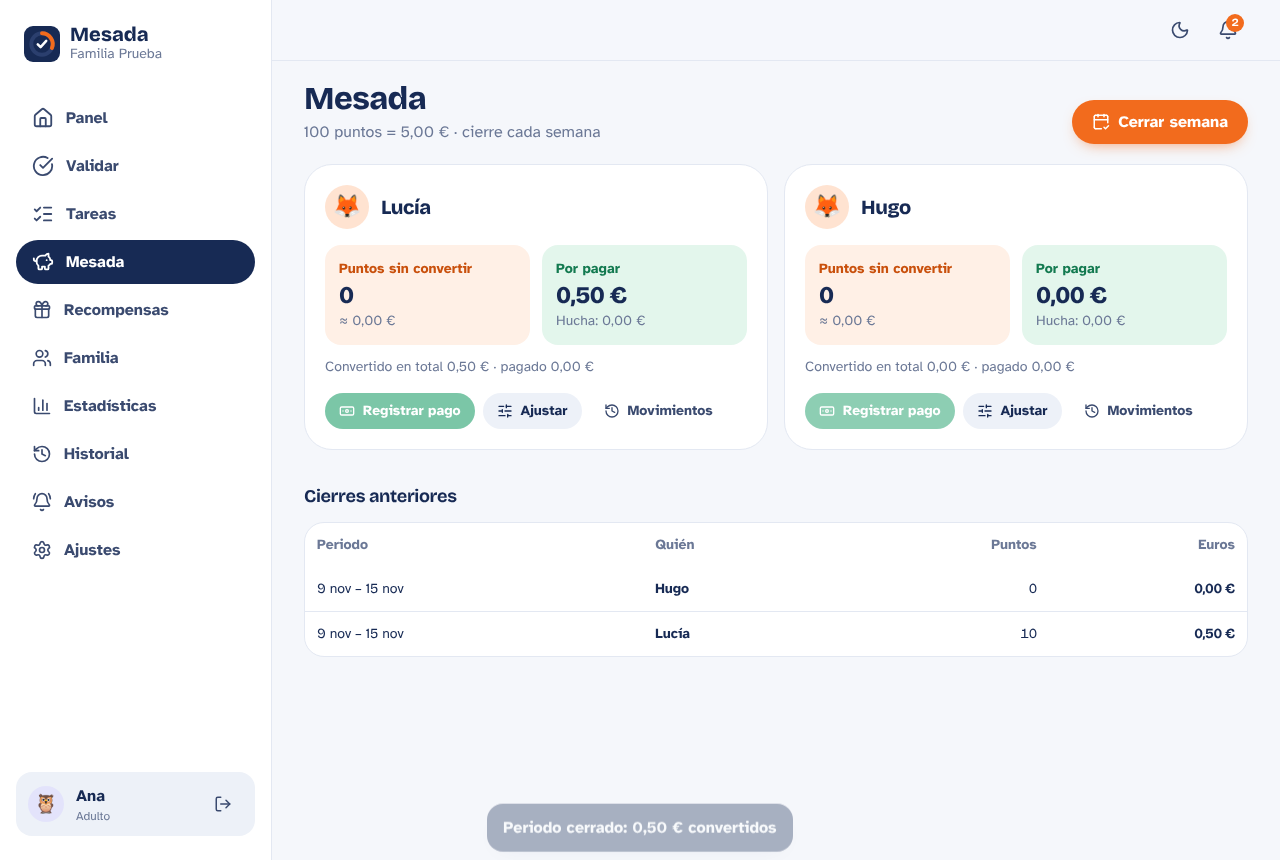 Mesada
Familia Prueba
Panel
Validar
Tareas
Mesada
Recompensas
Familia
Estadísticas
Historial
Avisos
Ajustes
Ana
Adulto
2
Mesada
100 puntos = 5,00 € · cierre cada semana
Cerrar semana
Lucía
Puntos sin convertir
0
≈ 0,00 €
Por pagar
0,50 €
Hucha: 0,00 €
Convertido en total 0,50 € · pagado 0,00 €
Registrar pago
Ajustar
Movimientos
Hugo
Puntos sin convertir
0
≈ 0,00 €
Por pagar
0,00 €
Hucha: 0,00 €
Convertido en total 0,00 € · pagado 0,00 €
Registrar pago
Ajustar
Movimientos
Cierres anteriores
Periodo Quién Puntos Euros
9 nov – 15 nov Hugo 0 0,00 €
9 nov – 15 nov Lucía 10 0,50 €
Periodo cerrado: 0,50 € convertidos